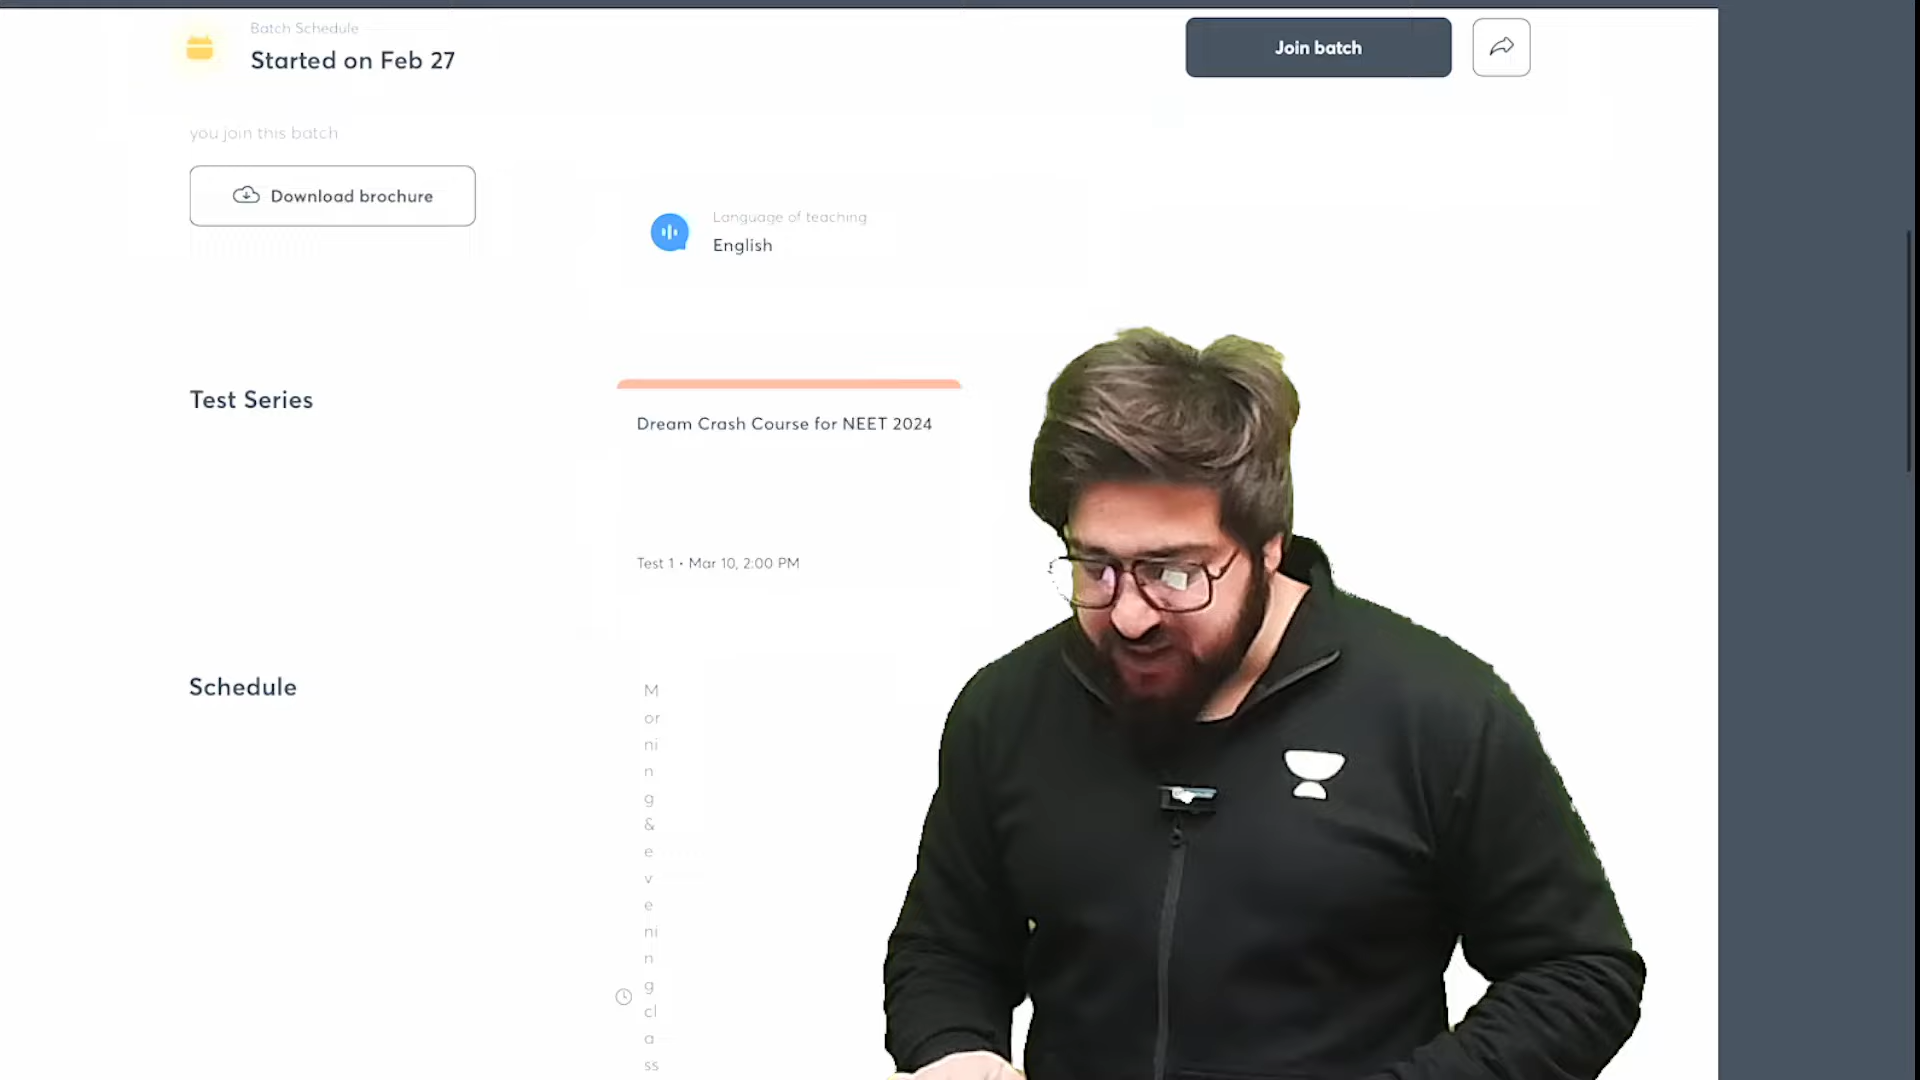 Batch Schedule
Started on Feb 27
Join batch
you join this batch
Download brochure
Language of teaching
English
Test Series
Dream Crash Course for NEET 2024
Test 1 • Mar 10, 2:00 PM
Schedule
M
or
ni
n
g
&
e
v
e
ni
n
g
cl
a
ss